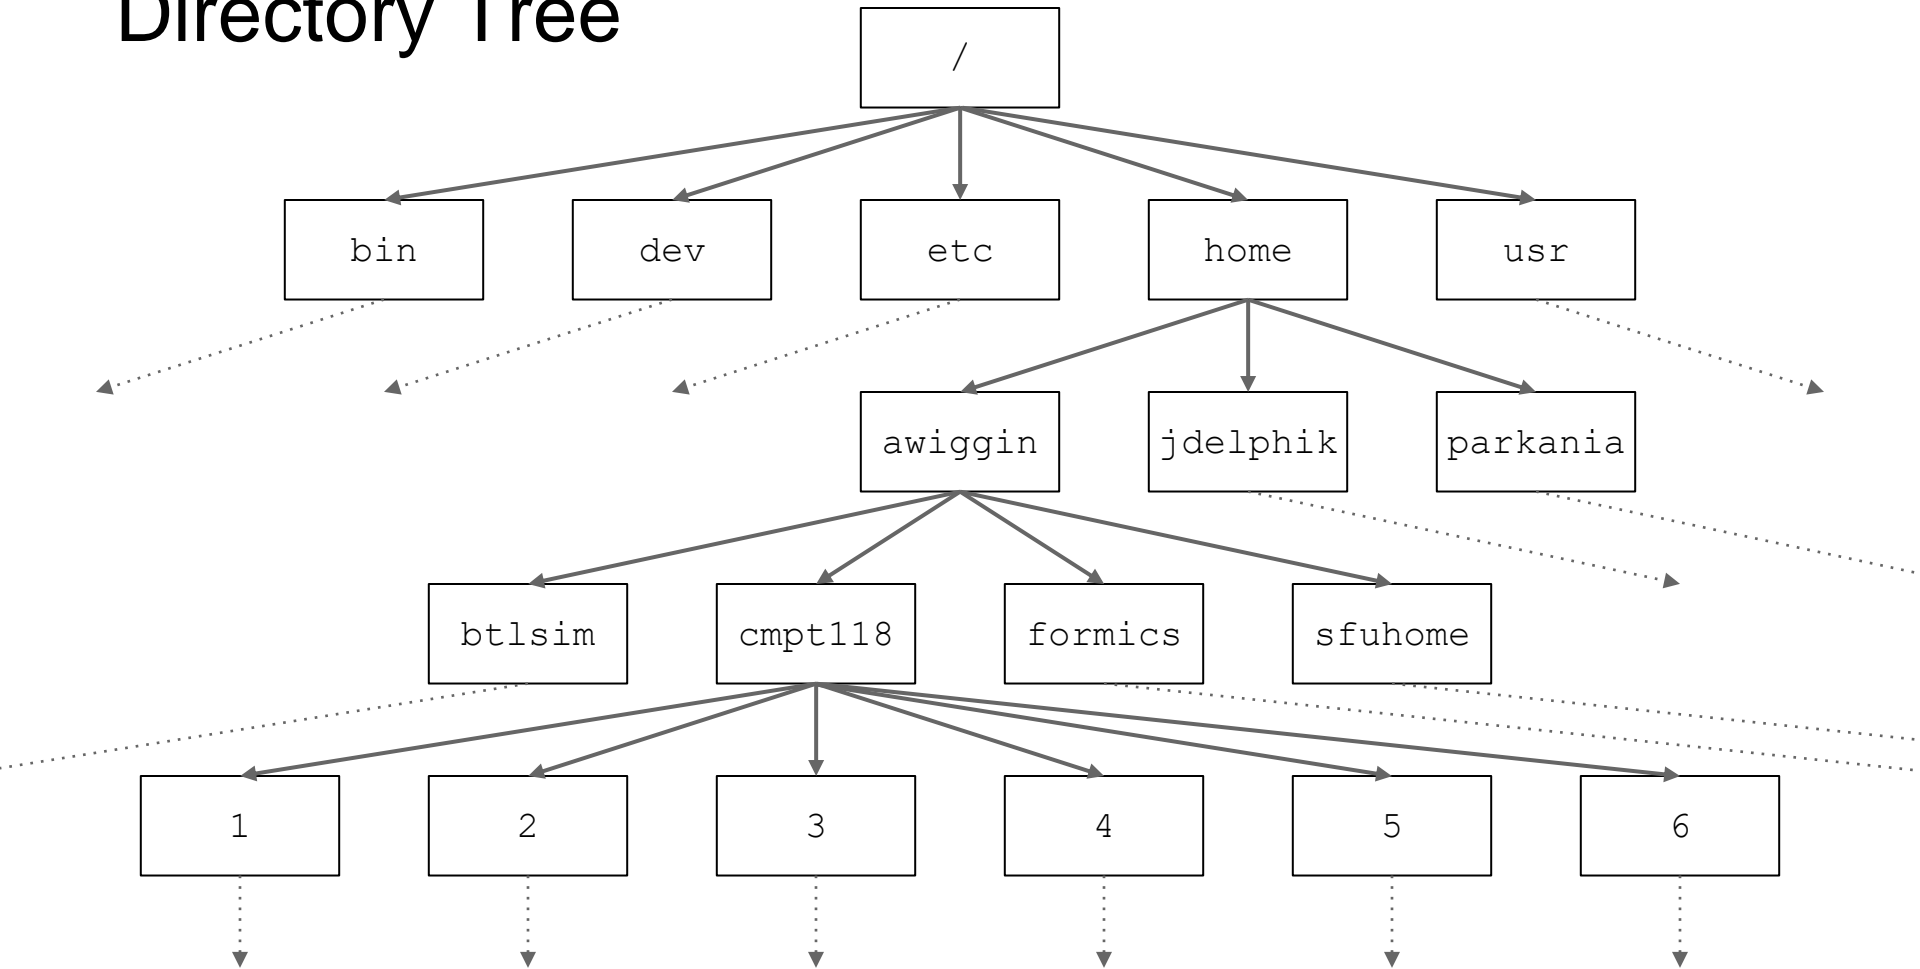 Directory Tree
/
bin dev etc home usr
awiggin jdelphik parkania
btlsim cmpt118 formics sfuhome
1 2 3 4 5 6